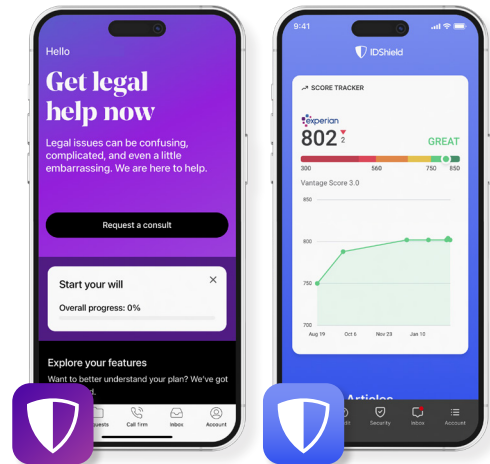 Hello
Get legal
help now
Legal issues can be confusing,
complicated, and even a little
embarrassing. We are here to help.
Request a consult
Start your will
Overall progress: 0%
Explore your features
Want to better understand your plan? We've got
Call firm
Inbox
Account
9:41
IDShield
SCORE TRACKER
experian
802 2
GREAT
300 560 750 850
Vantage Score 3.0
850
800
750
700
Aug 19 Oct 6 Nov 23 Jan 10
Articles
Security
Inbox
Account